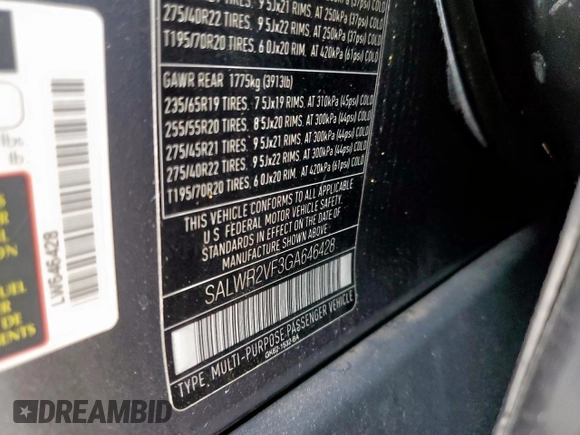 275/40R22 9 5Jx22 RIMS, AT 250kPa (37psi) COLD
T195/70R20 TIRES, 6 0Jx20 RIM, AT 420kPa (61psi) COLD
GAWR REAR 1775kg (3913lb)
235/65R19 TIRES, 7 5Jx19 RIMS, AT 310kPa (45psi) COLD
255/55R20 TIRES, 8 5Jx20 RIMS, AT 300kPa (44psi) COLD
275/45R21 TIRES, 9 5Jx21 RIMS, AT 300kPa (44psi) COLD
275/40R22 TIRES, 9 5Jx22 RIMS, AT 300kPa (44psi) COLD
T195/70R20 TIRES, 6 0Jx20 RIM, AT 420kPa (61psi) COLD
THIS VEHICLE CONFORMS TO ALL APPLICABLE
U S FEDERAL MOTOR VEHICLE SAFETY
STANDARDS IN EFFECT ON THE DATE OF
MANUFACTURE SHOWN ABOVE
SALWR2VF3GA646428
TYPE, MULTI-PURPOSE-PASSENGER VEHICLE
lbs
lb.
LW646428
DREAMBID